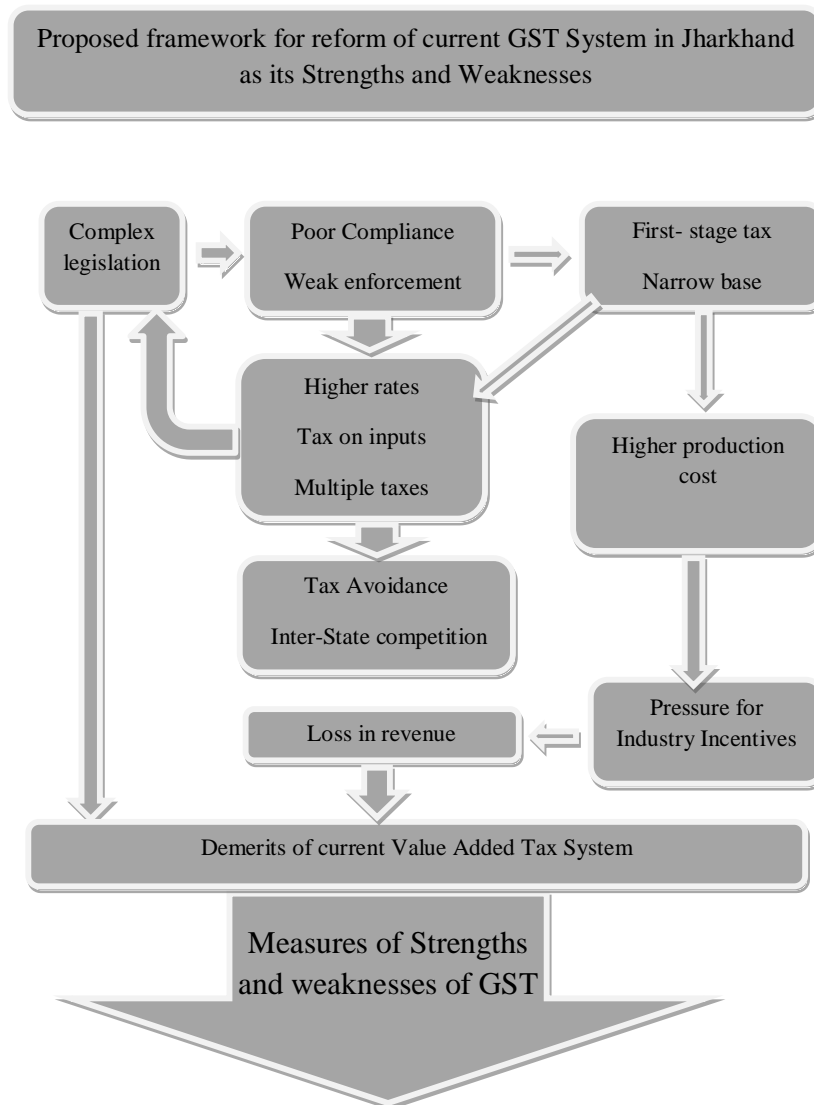 Proposed framework for reform of current GST System in Jharkhand
as its Strengths and Weaknesses
Complex
legislation
Poor Compliance
Weak enforcement
First- stage tax
Narrow base
Higher rates
Tax on inputs
Multiple taxes
Higher production
cost
Tax Avoidance
Inter-State competition
Pressure for
Industry Incentives
Loss in revenue
Demerits of current Value Added Tax System
Measures of Strengths
and weaknesses of GST